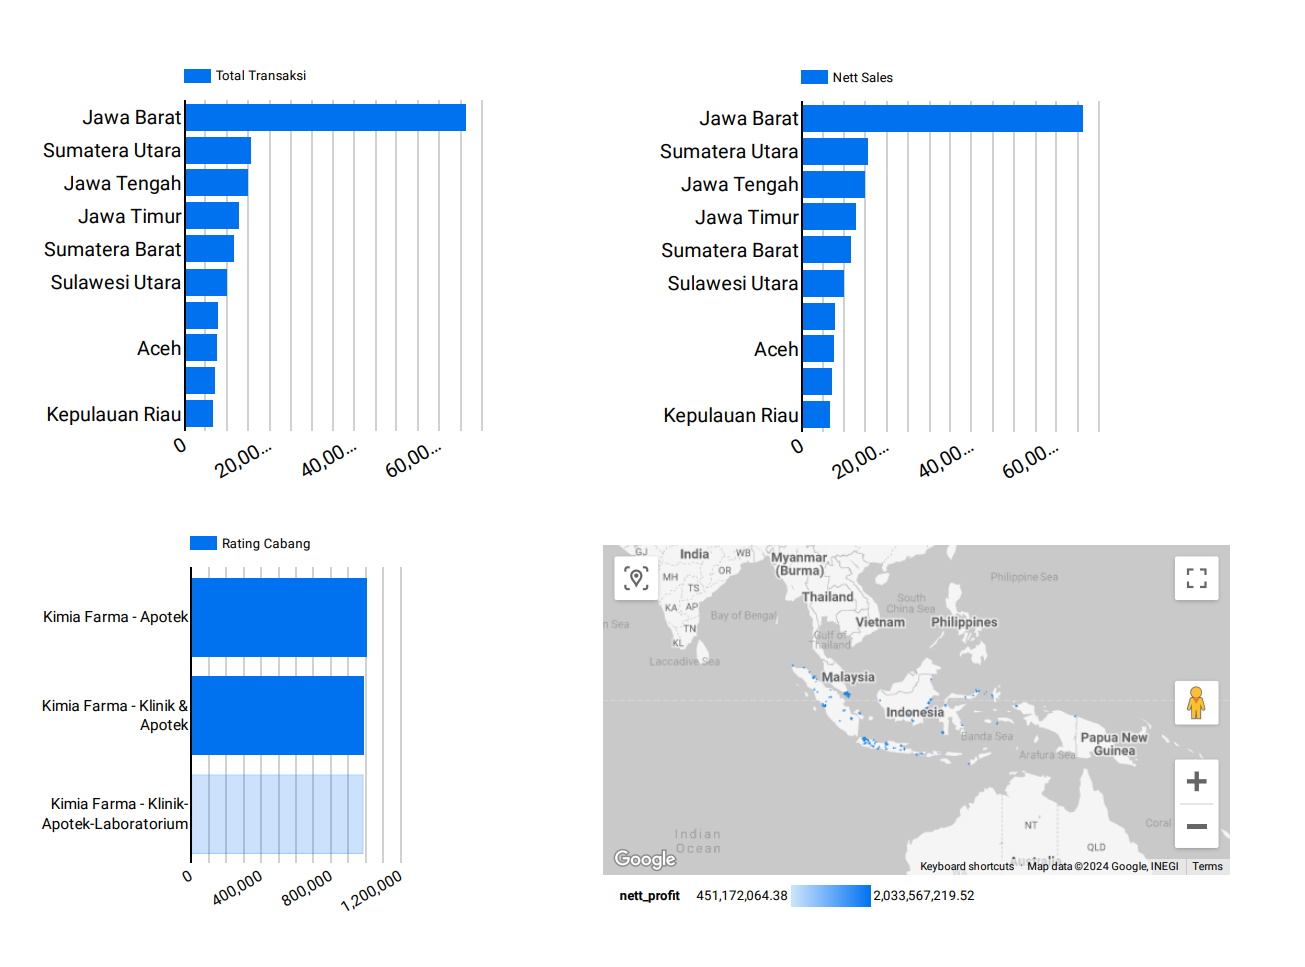 Total Transaksi
Jawa Barat
Sumatera Utara
Jawa Tengah
Jawa Timur
Sumatera Barat
Sulawesi Utara
Aceh
Kepulauan Riau
0
20,00...
40,00...
60,00...
Nett Sales
Jawa Barat
Sumatera Utara
Jawa Tengah
Jawa Timur
Sumatera Barat
Sulawesi Utara
Aceh
Kepulauan Riau
0
20,00...
40,00...
60,00...
Rating Cabang
Kimia Farma - Apotek
Kimia Farma - Klinik &
Apotek
Kimia Farma - Klinik-
Apotek-Laboratorium
0
400,000
800,000
1,200,000
GJ
India
WB
Myanmar
(Burma)
MH
OR
TS
Philippine Sea
Thailand
KA
AP
Bay of Bengal
South
China Sea
n Sea
TN
Vietnam
Philippines
Gulf of
Thailand
KL
Laccadive Sea
Malaysia
Indonesia
Banda Sea
Papua New
Guinea
Arafura Sea
Indian
Ocean
NT
Coral
QLD
Australia
Google
Keyboard shortcuts
Map data ©2024 Google, INEGI
Terms
nett_profit
451,172,064.38
2,033,567,219.52